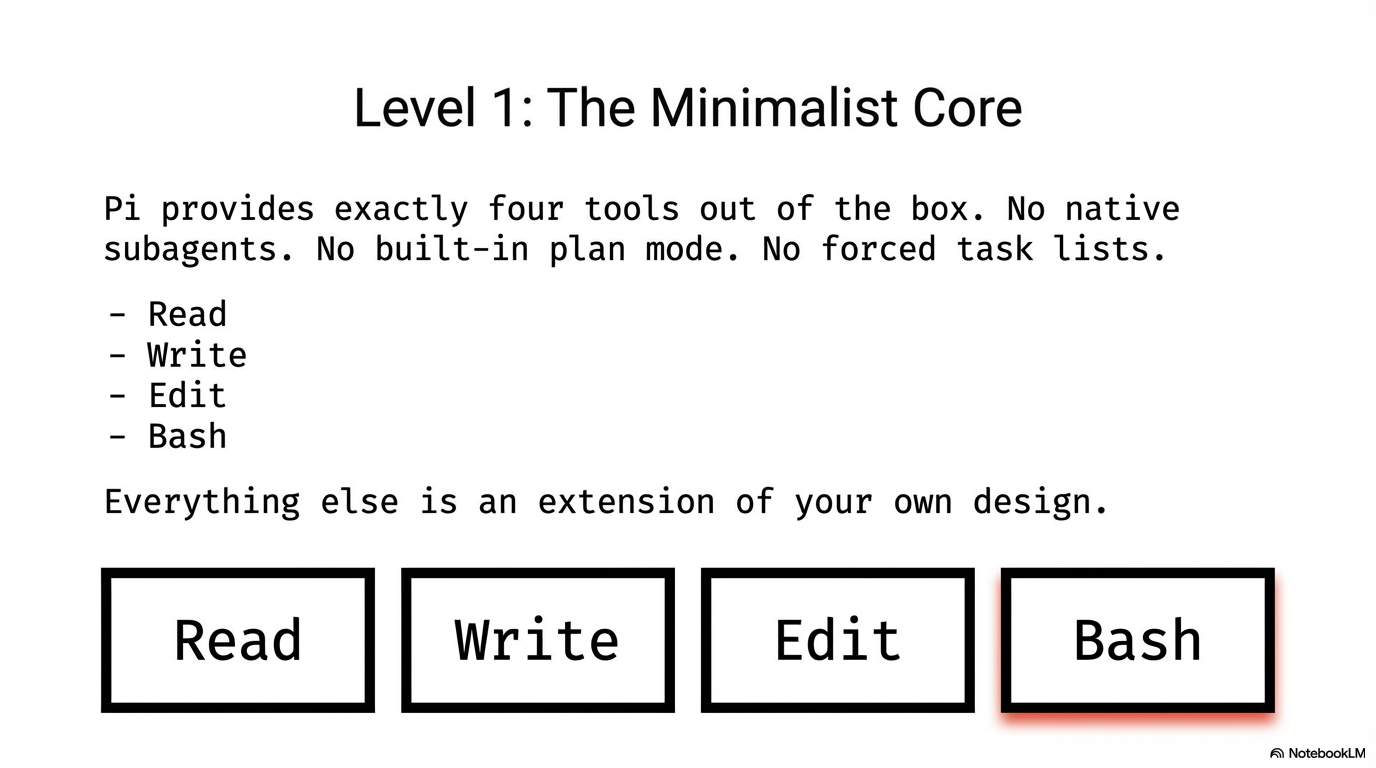 Level 1: The Minimalist Core
Pi provides exactly four tools out of the box. No native
subagents. No built-in plan mode. No forced task lists.
- Read
- Write
- Edit
- Bash
Everything else is an extension of your own design.
Read
Write
Edit
Bash
NotebookLM